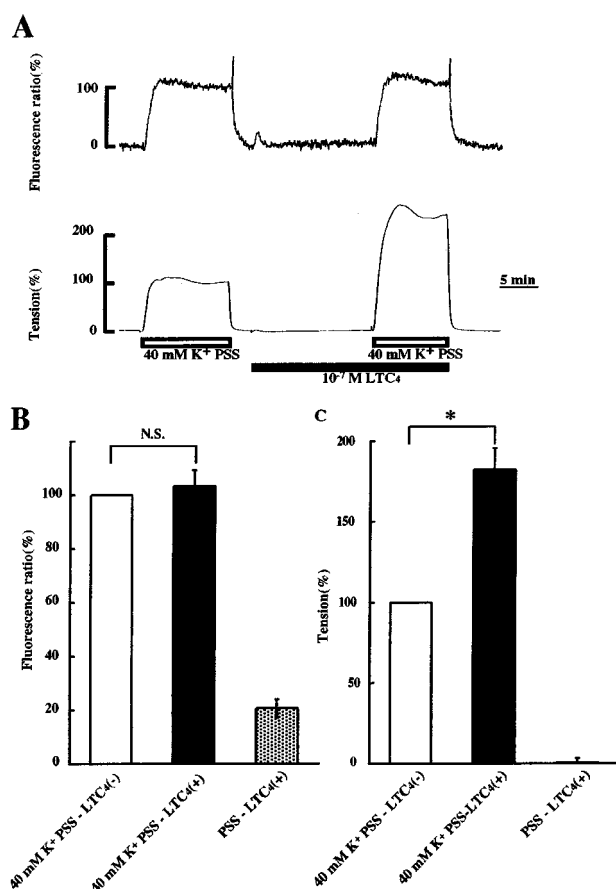 A
Fluorescence ratio(%)
100
0
Tension(%)
200
100
0
5 min
40 mM K⁺ PSS
40 mM K⁺ PSS
10⁻⁷ M LTC₄
B
N.S.
Fluorescence ratio(%)
100
80
60
40
20
0
40 mM K⁺ PSS - LTC₄(-)
40 mM K⁺ PSS - LTC₄(+)
PSS - LTC₄(+)
C
*
Tension(%)
200
150
100
50
0
40 mM K⁺ PSS - LTC₄(-)
40 mM K⁺ PSS-LTC₄(+)
PSS - LTC₄(+)